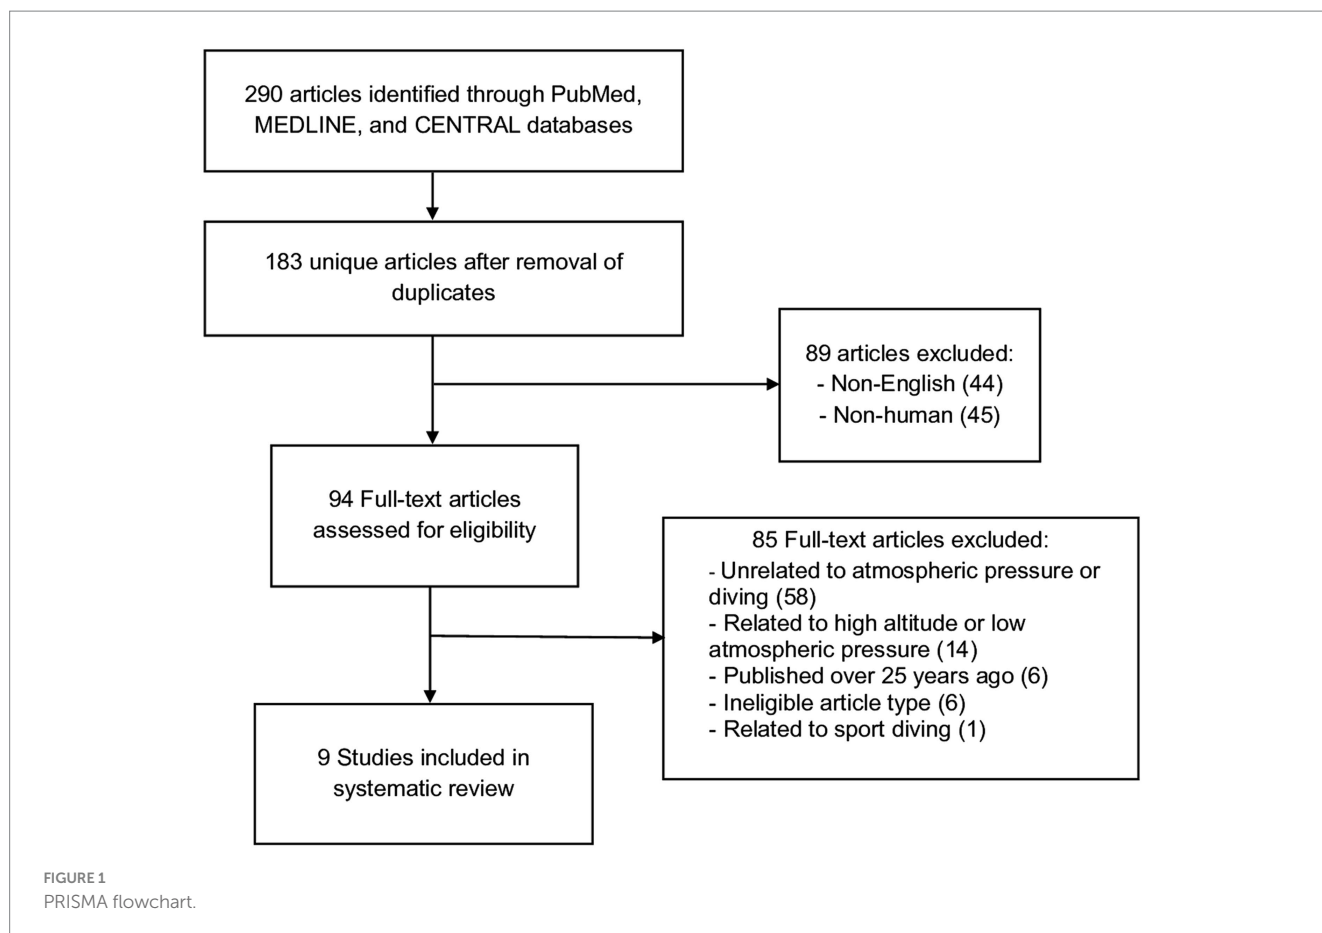 290 articles identified through PubMed,
MEDLINE, and CENTRAL databases
183 unique articles after removal of
duplicates
89 articles excluded:
- Non-English (44)
- Non-human (45)
94 Full-text articles
assessed for eligibility
85 Full-text articles excluded:
- Unrelated to atmospheric pressure or
diving (58)
- Related to high altitude or low
atmospheric pressure (14)
- Published over 25 years ago (6)
- Ineligible article type (6)
- Related to sport diving (1)
9 Studies included in
systematic review
FIGURE 1
PRISMA flowchart.